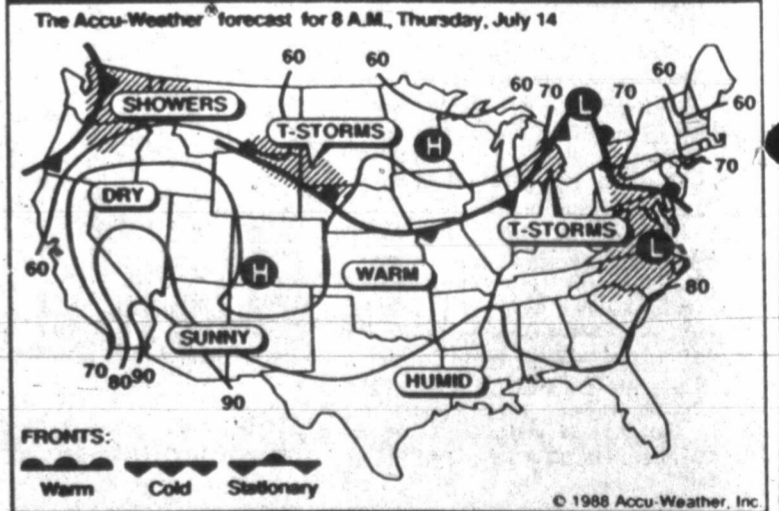 The Accu-Weather® forecast for 8 A.M., Thursday, July 14
60
60
60
70
70
60
60
SHOWERS
L
T-STORMS
H
70
DRY
T-STORMS
L
60
H
WARM
80
SUNNY
70
80
90
90
HUMID
FRONTS:
Warm
Cold
Stationary
© 1988 Accu-Weather, Inc.